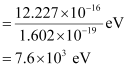 = 12.227×10⁻¹⁶ / 1.602×10⁻¹⁹ eV
= 7.6×10³ eV